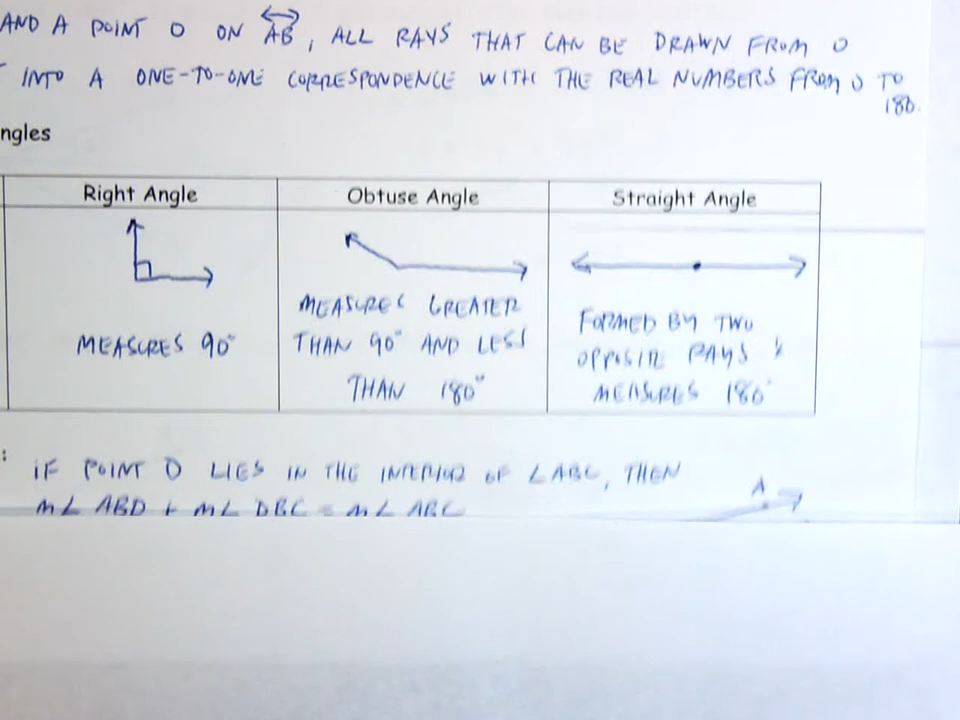 AND A POINT O ON AB, ALL RAYS THAT CAN BE DRAWN FROM O
INTO A ONE-TO-ONE CORRESPONDENCE WITH THE REAL NUMBERS FROM 0 TO
180.
ngles
Right Angle
MEASURES 90°
Obtuse Angle
MEASURES GREATER
THAN 90° AND LESS
THAN 180°
Straight Angle
FORMED BY TWO
OPPOSITE RAYS &
MEASURES 180°
:
IF POINT D LIES IN THE INTERIOR OF ∠ABC, THEN
m∠ABD + m∠DBC = m∠ABC
A